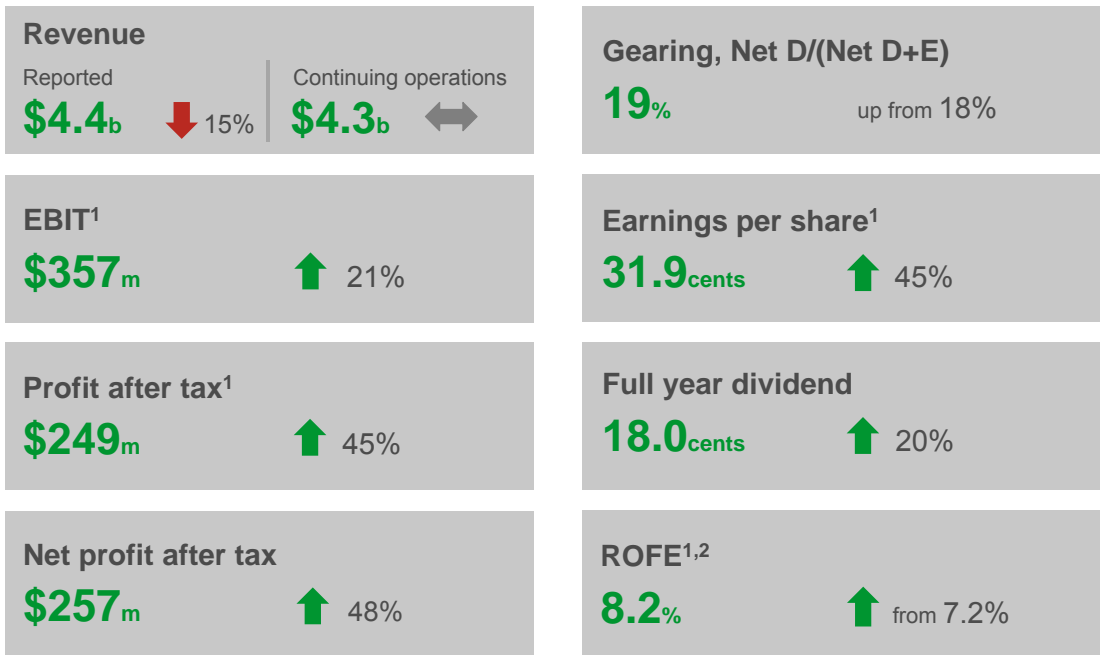 Revenue
Reported
$4.4b 15%
Continuing operations
$4.3b
EBIT1
$357m 21%
Profit after tax1
$249m 45%
Net profit after tax
$257m 48%
Gearing, Net D/(Net D+E)
19% up from 18%
Earnings per share1
31.9cents 45%
Full year dividend
18.0cents 20%
ROFE1,2
8.2% from 7.2%